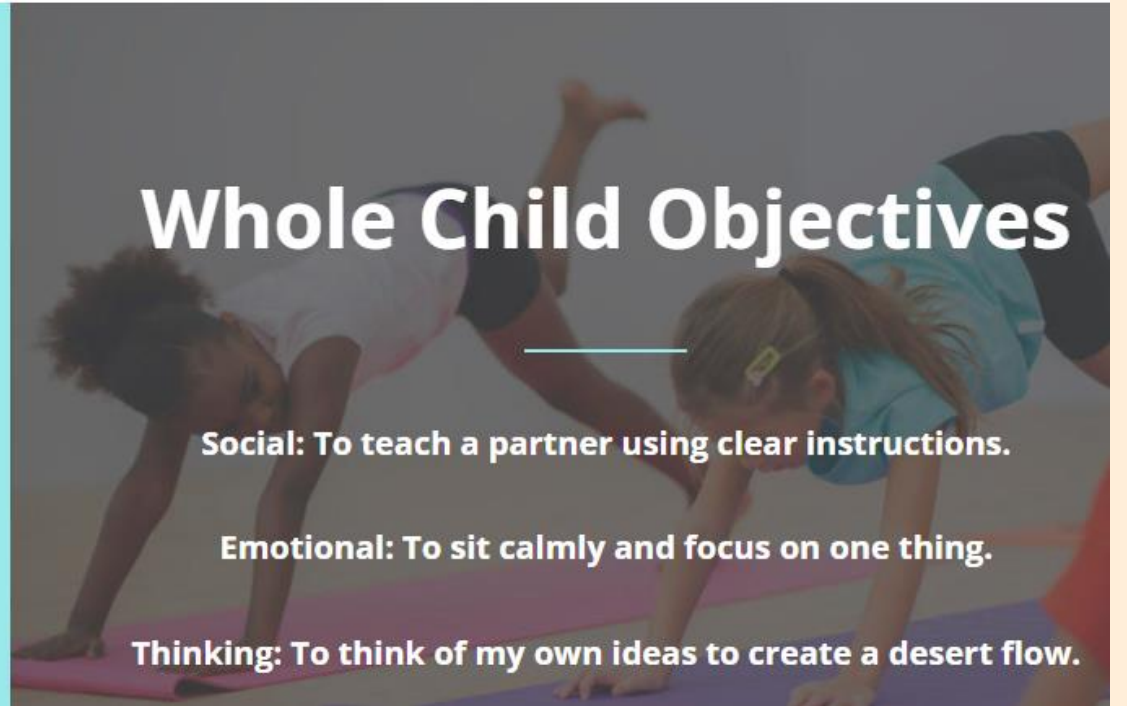 Whole Child Objectives
Social: To teach a partner using clear instructions.
Emotional: To sit calmly and focus on one thing.
Thinking: To think of my own ideas to create a desert flow.